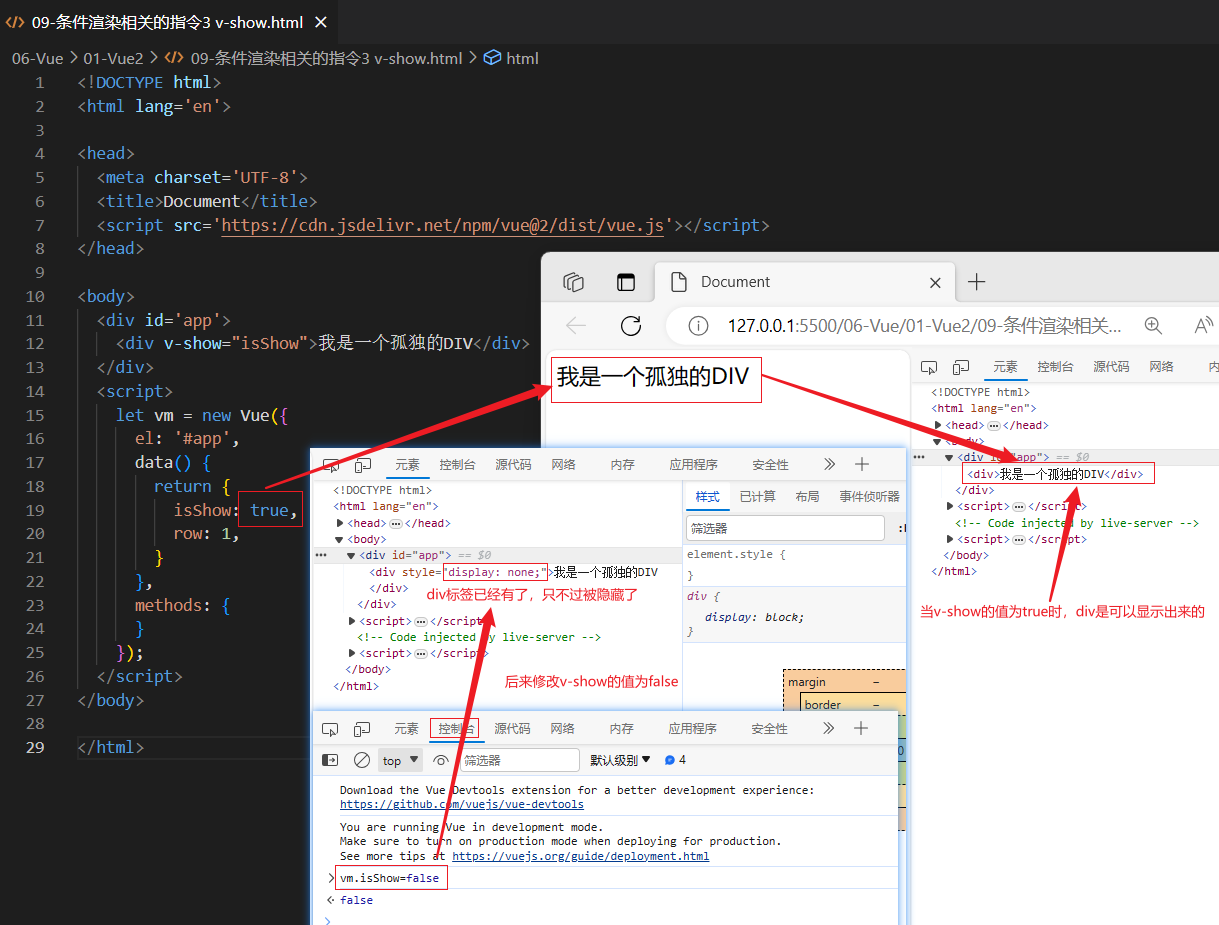 09-条件渲染相关的指令3 v-show.html
06-Vue > 01-Vue2 > 09-条件渲染相关的指令3 v-show.html > html
1 <!DOCTYPE html>
2 <html lang='en'>
3
4 <head>
5 <meta charset='UTF-8'>
6 <title>Document</title>
7 <script src='https://cdn.jsdelivr.net/npm/vue@2/dist/vue.js'></script>
8 </head>
9
10 <body>
11 <div id='app'>
12 <div v-show="isShow">我是一个孤独的DIV</div>
13 </div>
14 <script>
15 let vm = new Vue({
16 el: '#app',
17 data() {
18 return {
19 isShow: true,
20 row: 1,
21 }
22 },
23 methods: {
24 }
25 });
26 </script>
27 </body>
28
29 </html>
Document
127.0.0.1:5500/06-Vue/01-Vue2/09-条件渲染相关...
我是一个孤独的DIV
元素 控制台 源代码 网络 内
<!DOCTYPE html>
<html lang="en">
<head> ... </head>
<body>
<div id="app"> == $0
<div>我是一个孤独的DIV</div>
</div>
<script> ... </script>
<!-- Code injected by live-server -->
<script> ... </script>
</body>
</html>
当v-show的值为true时，div是可以显示出来的
元素 控制台 源代码 网络 内存 应用程序 安全性
<!DOCTYPE html>
<html lang="en">
<head> ... </head>
<body>
<div id="app"> == $0
<div style="display: none;">我是一个孤独的DIV
</div>
</div>
<script> ... </script>
<!-- Code injected by live-server -->
<script> ... </script>
</body>
</html>
div标签已经有了，只不过被隐藏了
后来修改v-show的值为false
样式 已计算 布局 事件侦听器
筛选器
element.style {
}
div {
display: block;
}
margin –
border –
元素 控制台 源代码 网络 内存 应用程序 安全性
top 筛选器 默认级别 4
Download the Vue Devtools extension for a better development experience:
https://github.com/vuejs/vue-devtools
You are running Vue in development mode.
Make sure to turn on production mode when deploying for production.
See more tips at https://vuejs.org/guide/deployment.html
> vm.isShow=false
false
>